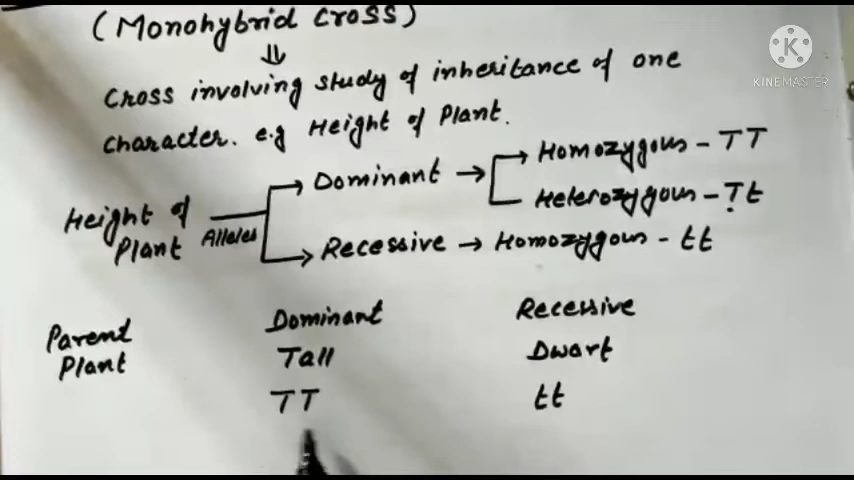 (Monohybrid Cross)
⇓
Cross involving study of inheritance of one
character. e.g Height of Plant.
Height of Plant Alleles → Dominant → Homozygous - TT
Heterozygous - Tt
→ Recessive → Homozygous - tt
Parent Plant Dominant Recessive
Tall Dwart
TT tt
K
KINEMASTER